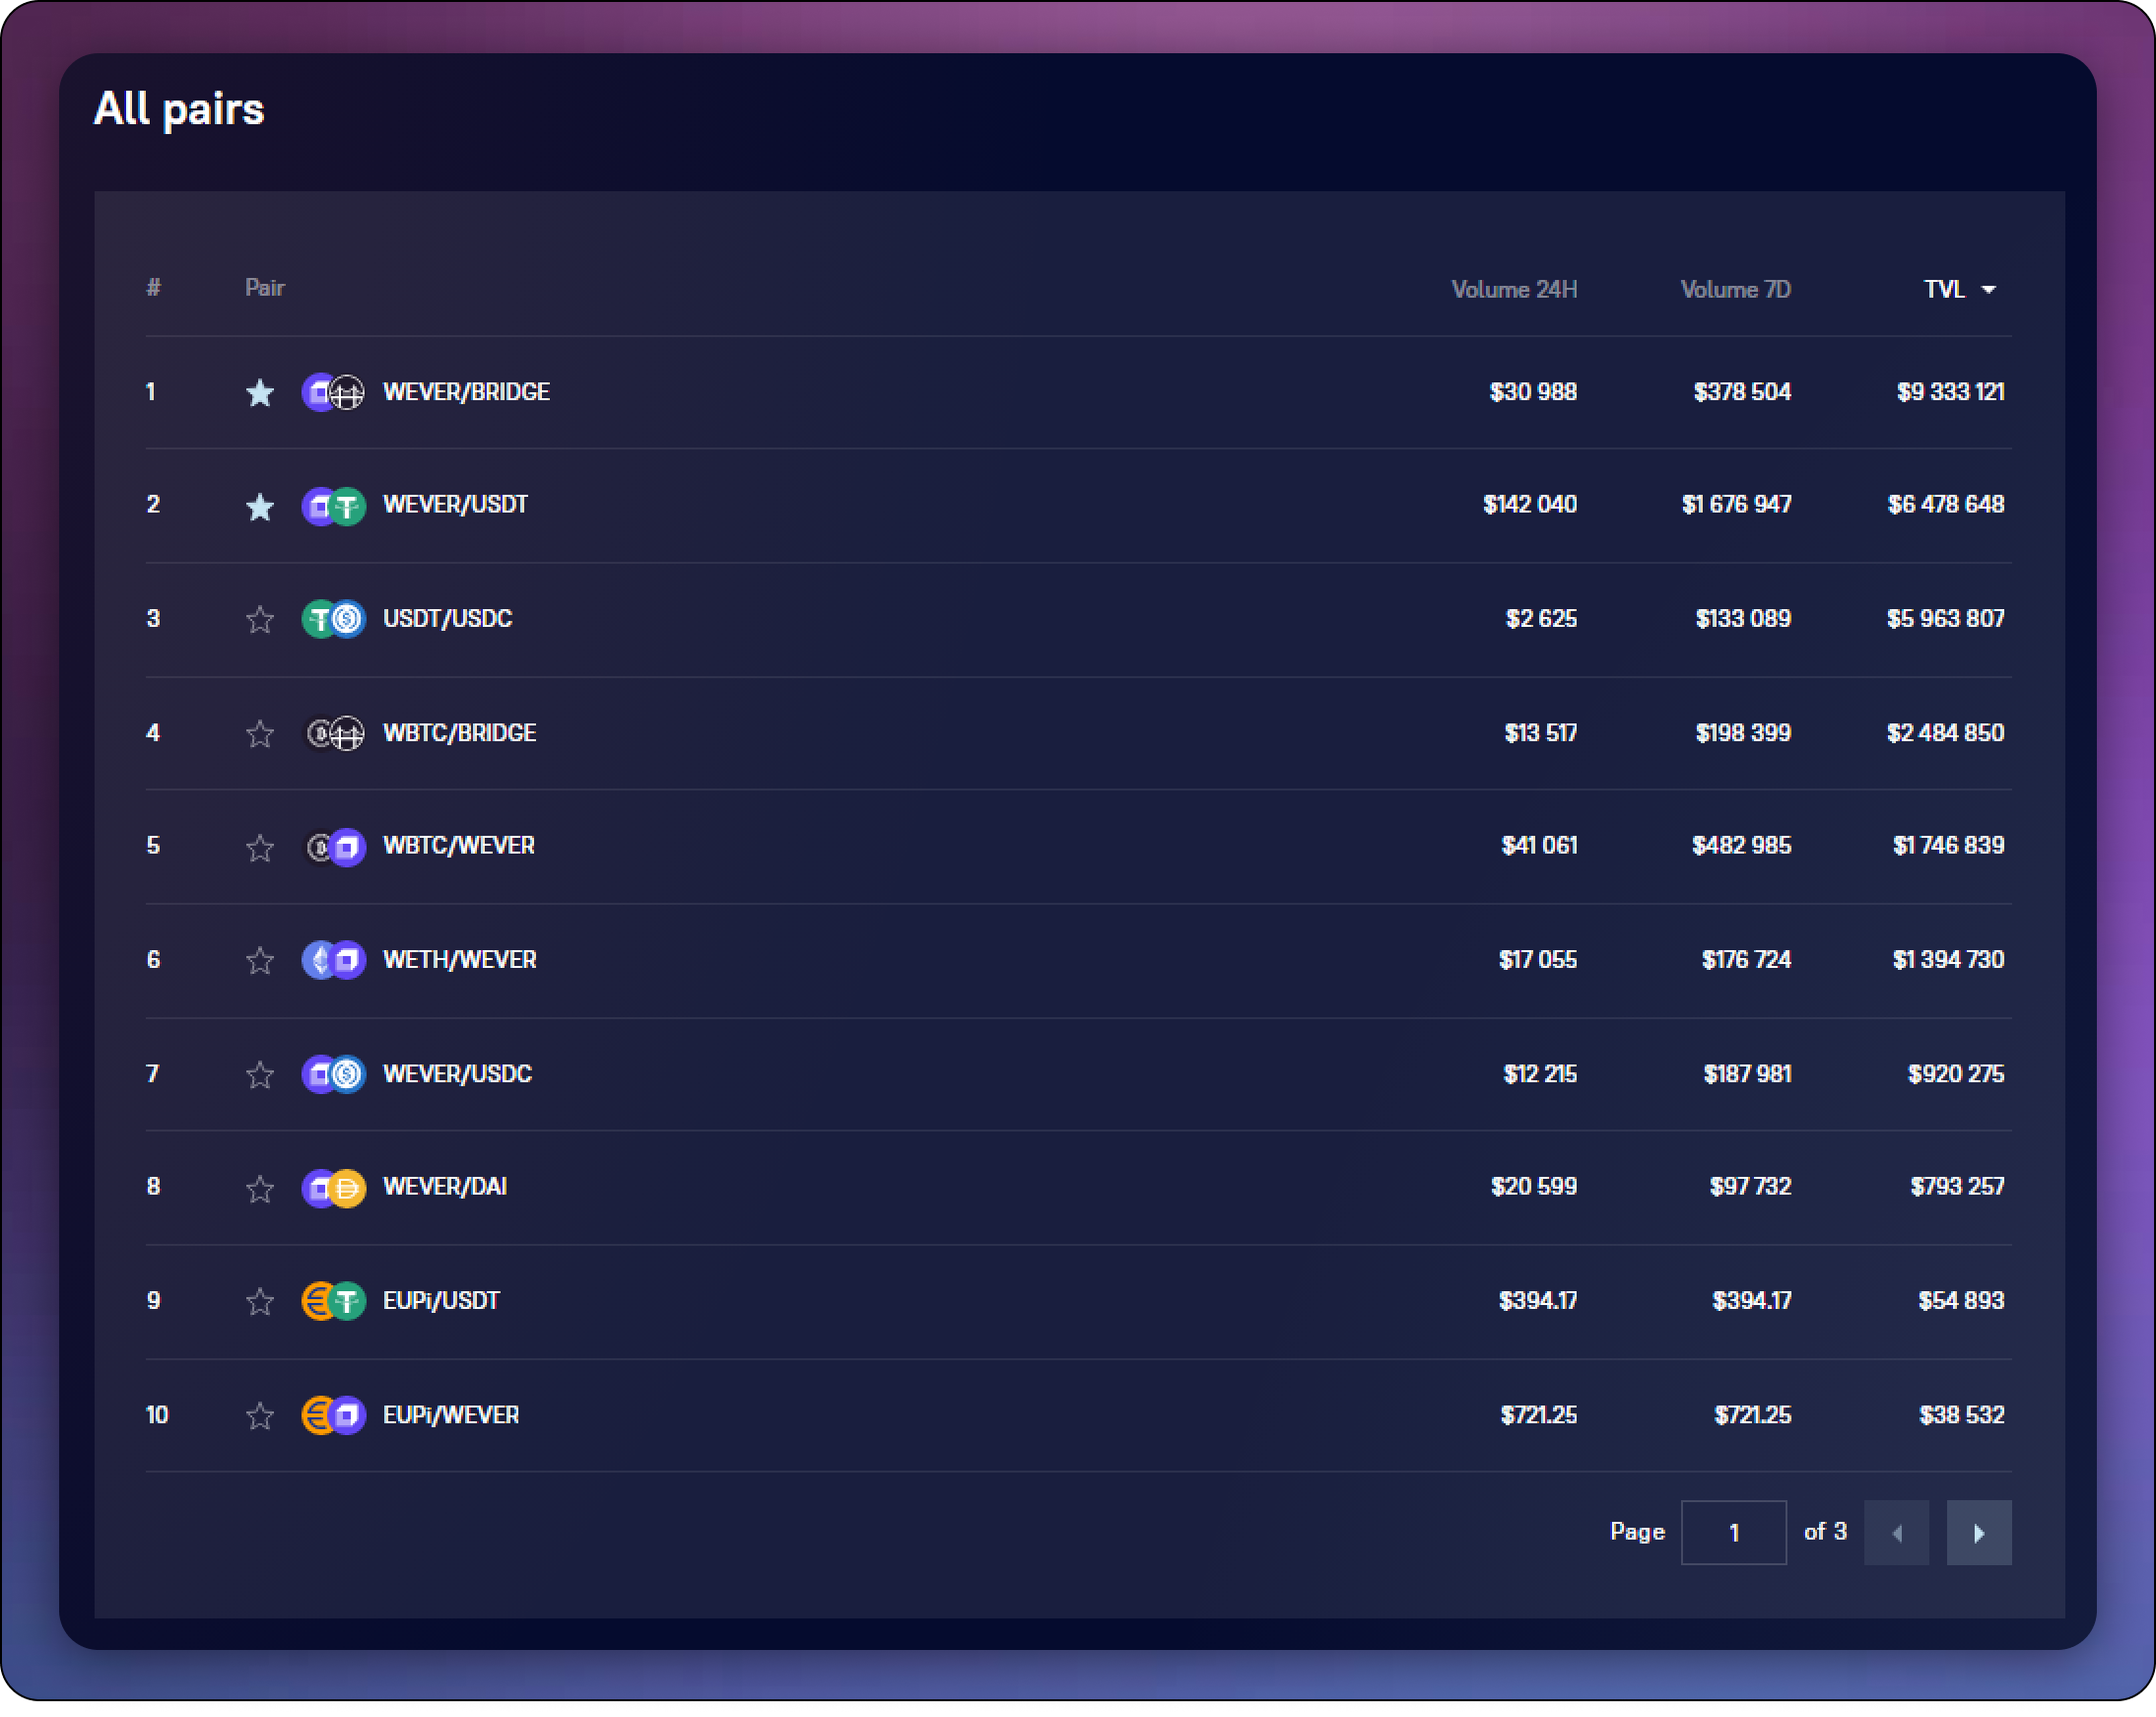 All pairs
# Pair Volume 24H Volume 7D TVL
1 WEVER/BRIDGE $30 988 $378 504 $9 333 121
2 WEVER/USDT $142 040 $1 676 947 $6 478 648
3 USDT/USDC $2 625 $133 089 $5 963 807
4 WBTC/BRIDGE $13 517 $198 399 $2 484 850
5 WBTC/WEVER $41 061 $482 985 $1 746 839
6 WETH/WEVER $17 055 $176 724 $1 394 730
7 WEVER/USDC $12 215 $187 981 $920 275
8 WEVER/DAI $20 599 $97 732 $793 257
9 EUPi/USDT $394.17 $394.17 $54 893
10 EUPi/WEVER $721.25 $721.25 $38 532
Page 1 of 3